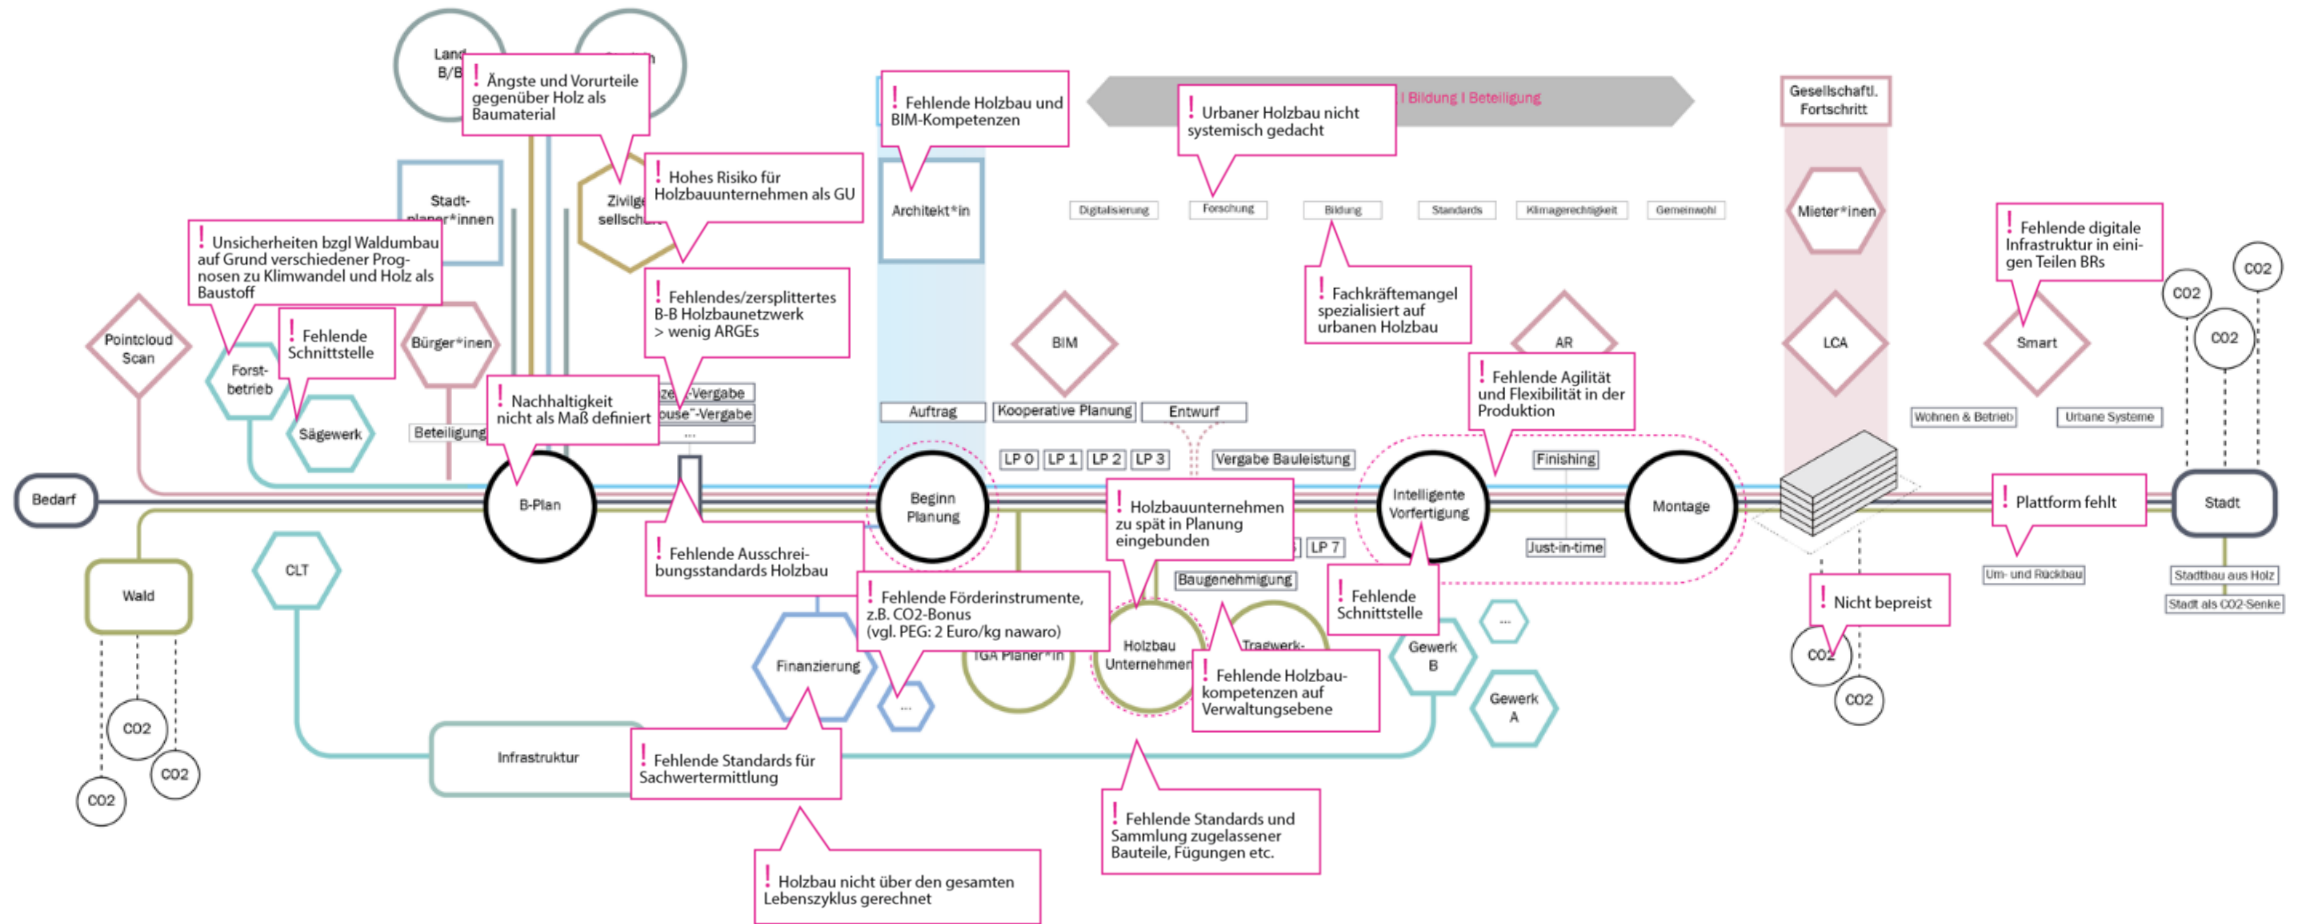 Land
B/B
! Ängste und Vorurteile
gegenüber Holz als
Baumaterial
! Fehlende Holzbau und
BIM-Kompetenzen
! Urbaner Holzbau nicht
systemisch gedacht
I Bildung I Beteiligung
Gesellschaftl.
Fortschritt
! Hohes Risiko für
Holzbauunternehmen als GU
Stadt-
planer*innen
Zivilge
sellschaft
Architekt*in
Digitalisierung
Forschung
Bildung
Standards
Klimagerechtigkeit
Gemeinwohl
Mieter*inen
! Fehlende digitale
Infrastruktur in eini-
gen Teilen BRs
! Unsicherheiten bzgl Waldumbau
auf Grund verschiedener Prog-
nosen zu Klimwandel und Holz als
Baustoff
! Fehlendes/zersplittertes
B-B Holzbaunetzwerk
> wenig ARGEs
! Fachkräftemangel
spezialisiert auf
urbanen Holzbau
CO2
CO2
CO2
Pointcloud
Scan
! Fehlende
Schnittstelle
Bürger*inen
BIM
AR
LCA
Smart
Forst-
betrieb
! Fehlende Agilität
und Flexibilität in der
Produktion
! Nachhaltigkeit
nicht als Maß definiert
-Vergabe
ouse"-Vergabe
...
Auftrag
Kooperative Planung
Entwurf
Wohnen & Betrieb
Urbane Systeme
Sägewerk
Beteiligung
LP 0
LP 1
LP 2
LP 3
Vergabe Bauleistung
Finishing
Bedarf
B-Plan
Beginn
Planung
! Holzbauunternehmen
zu spät in Planung
eingebunden
Intelligente
Vorfertigung
Montage
! Plattform fehlt
Stadt
! Fehlende Ausschrei-
bungsstandards Holzbau
LP 7
Just-in-time
CLT
Baugenehmigung
Um- und Rückbau
Stadtbau aus Holz
Stadt als CO2-Senke
Wald
! Fehlende Förderinstrumente,
z.B. CO2-Bonus
(vgl. PEG: 2 Euro/kg nawaro)
! Fehlende
Schnittstelle
! Nicht bepreist
...
Finanzierung
TGA Planer*in
Holzbau
Unternehmen
Tragwerk-
Gewerk
B
CO2
! Fehlende Holzbau-
kompetenzen auf
Verwaltungsebene
...
Gewerk
A
CO2
CO2
CO2
CO2
Infrastruktur
! Fehlende Standards für
Sachwertermittlung
! Fehlende Standards und
Sammlung zugelassener
Bauteile, Fügungen etc.
! Holzbau nicht über den gesamten
Lebenszyklus gerechnet